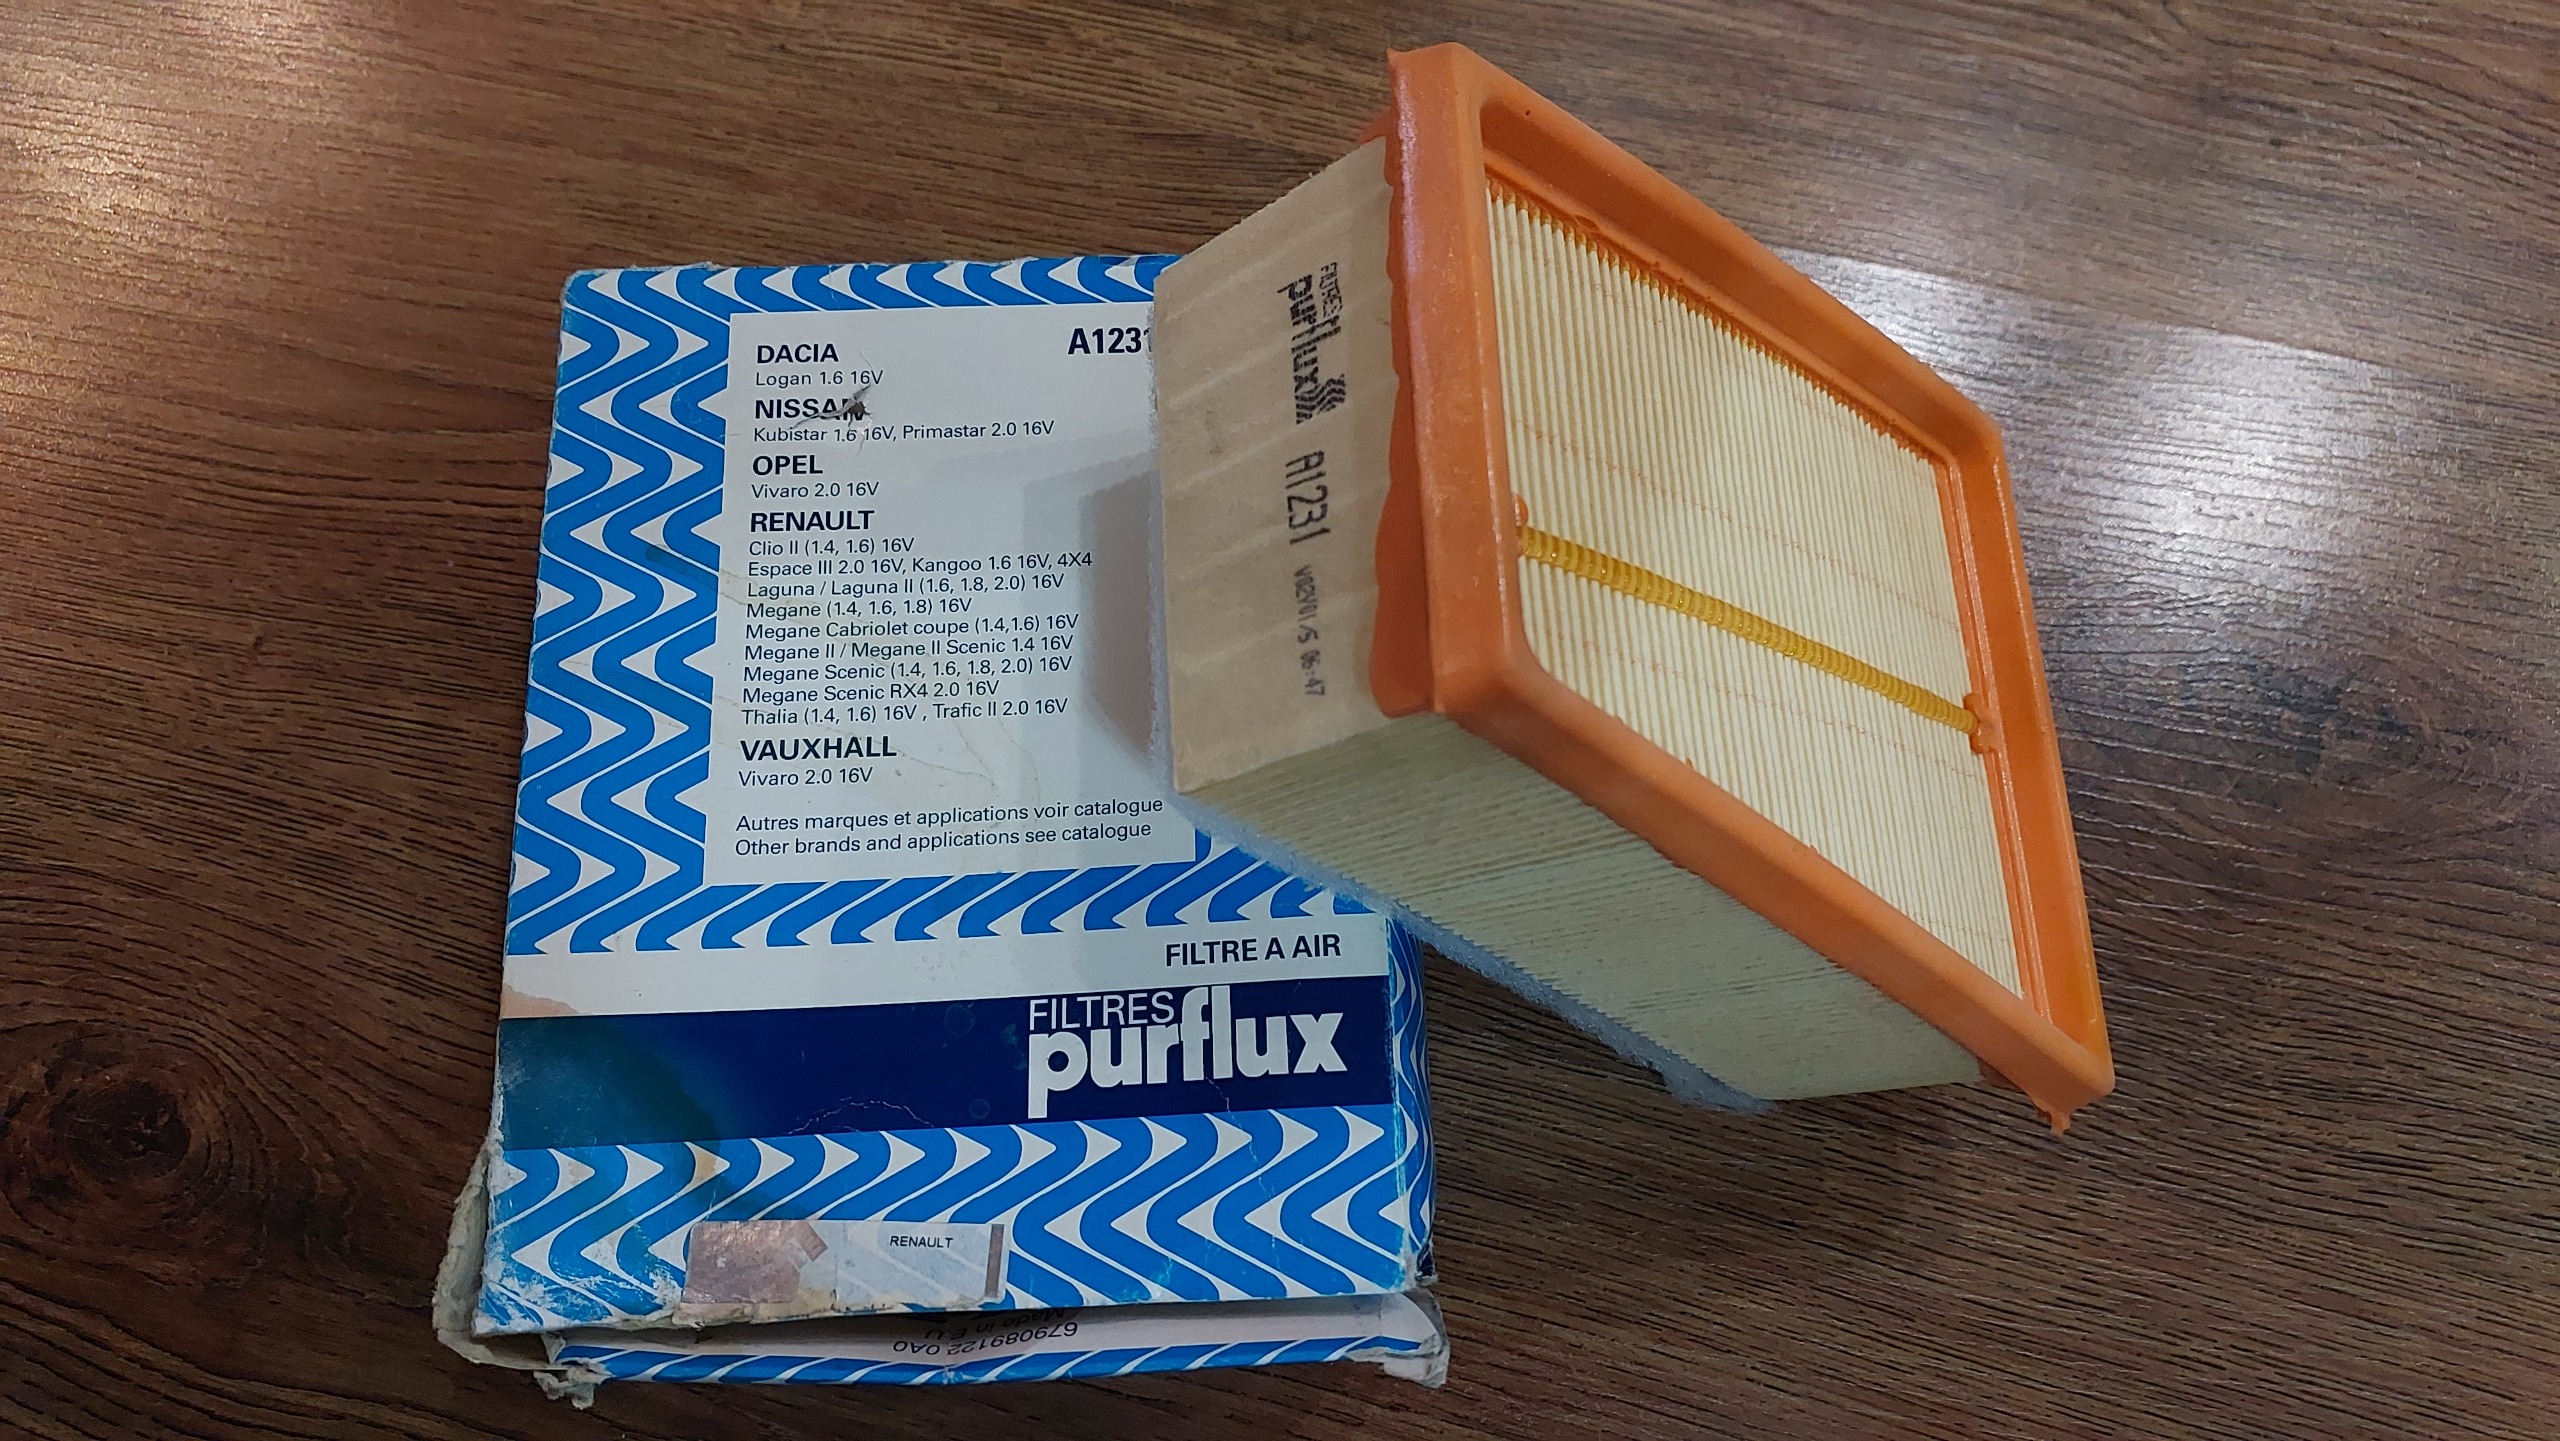 DACIA
A1231
Logan 1.6 16V
NISSAN
Kubistar 1.6 16V, Primastar 2.0 16V
OPEL
Vivaro 2.0 16V
RENAULT
Clio II (1.4, 1.6) 16V
Espace III 2.0 16V, Kangoo 1.6 16V, 4X4
Laguna / Laguna II (1.6, 1.8, 2.0) 16V
Megane (1.4, 1.6, 1.8) 16V
Megane Cabriolet coupe (1.4,1.6) 16V
Megane II / Megane II Scenic 1.4 16V
Megane Scenic (1.4, 1.6, 1.8, 2.0) 16V
Megane Scenic RX4 2.0 16V
Thalia (1.4, 1.6) 16V , Trafic II 2.0 16V
VAUXHALL
Vivaro 2.0 16V
Autres marques et applications voir catalogue
Other brands and applications see catalogue
FILTRE A AIR
FILTRES
purflux
RENAULT
Made in E.U
679089122 0A0
FILTRES
purflux A1231 06:47